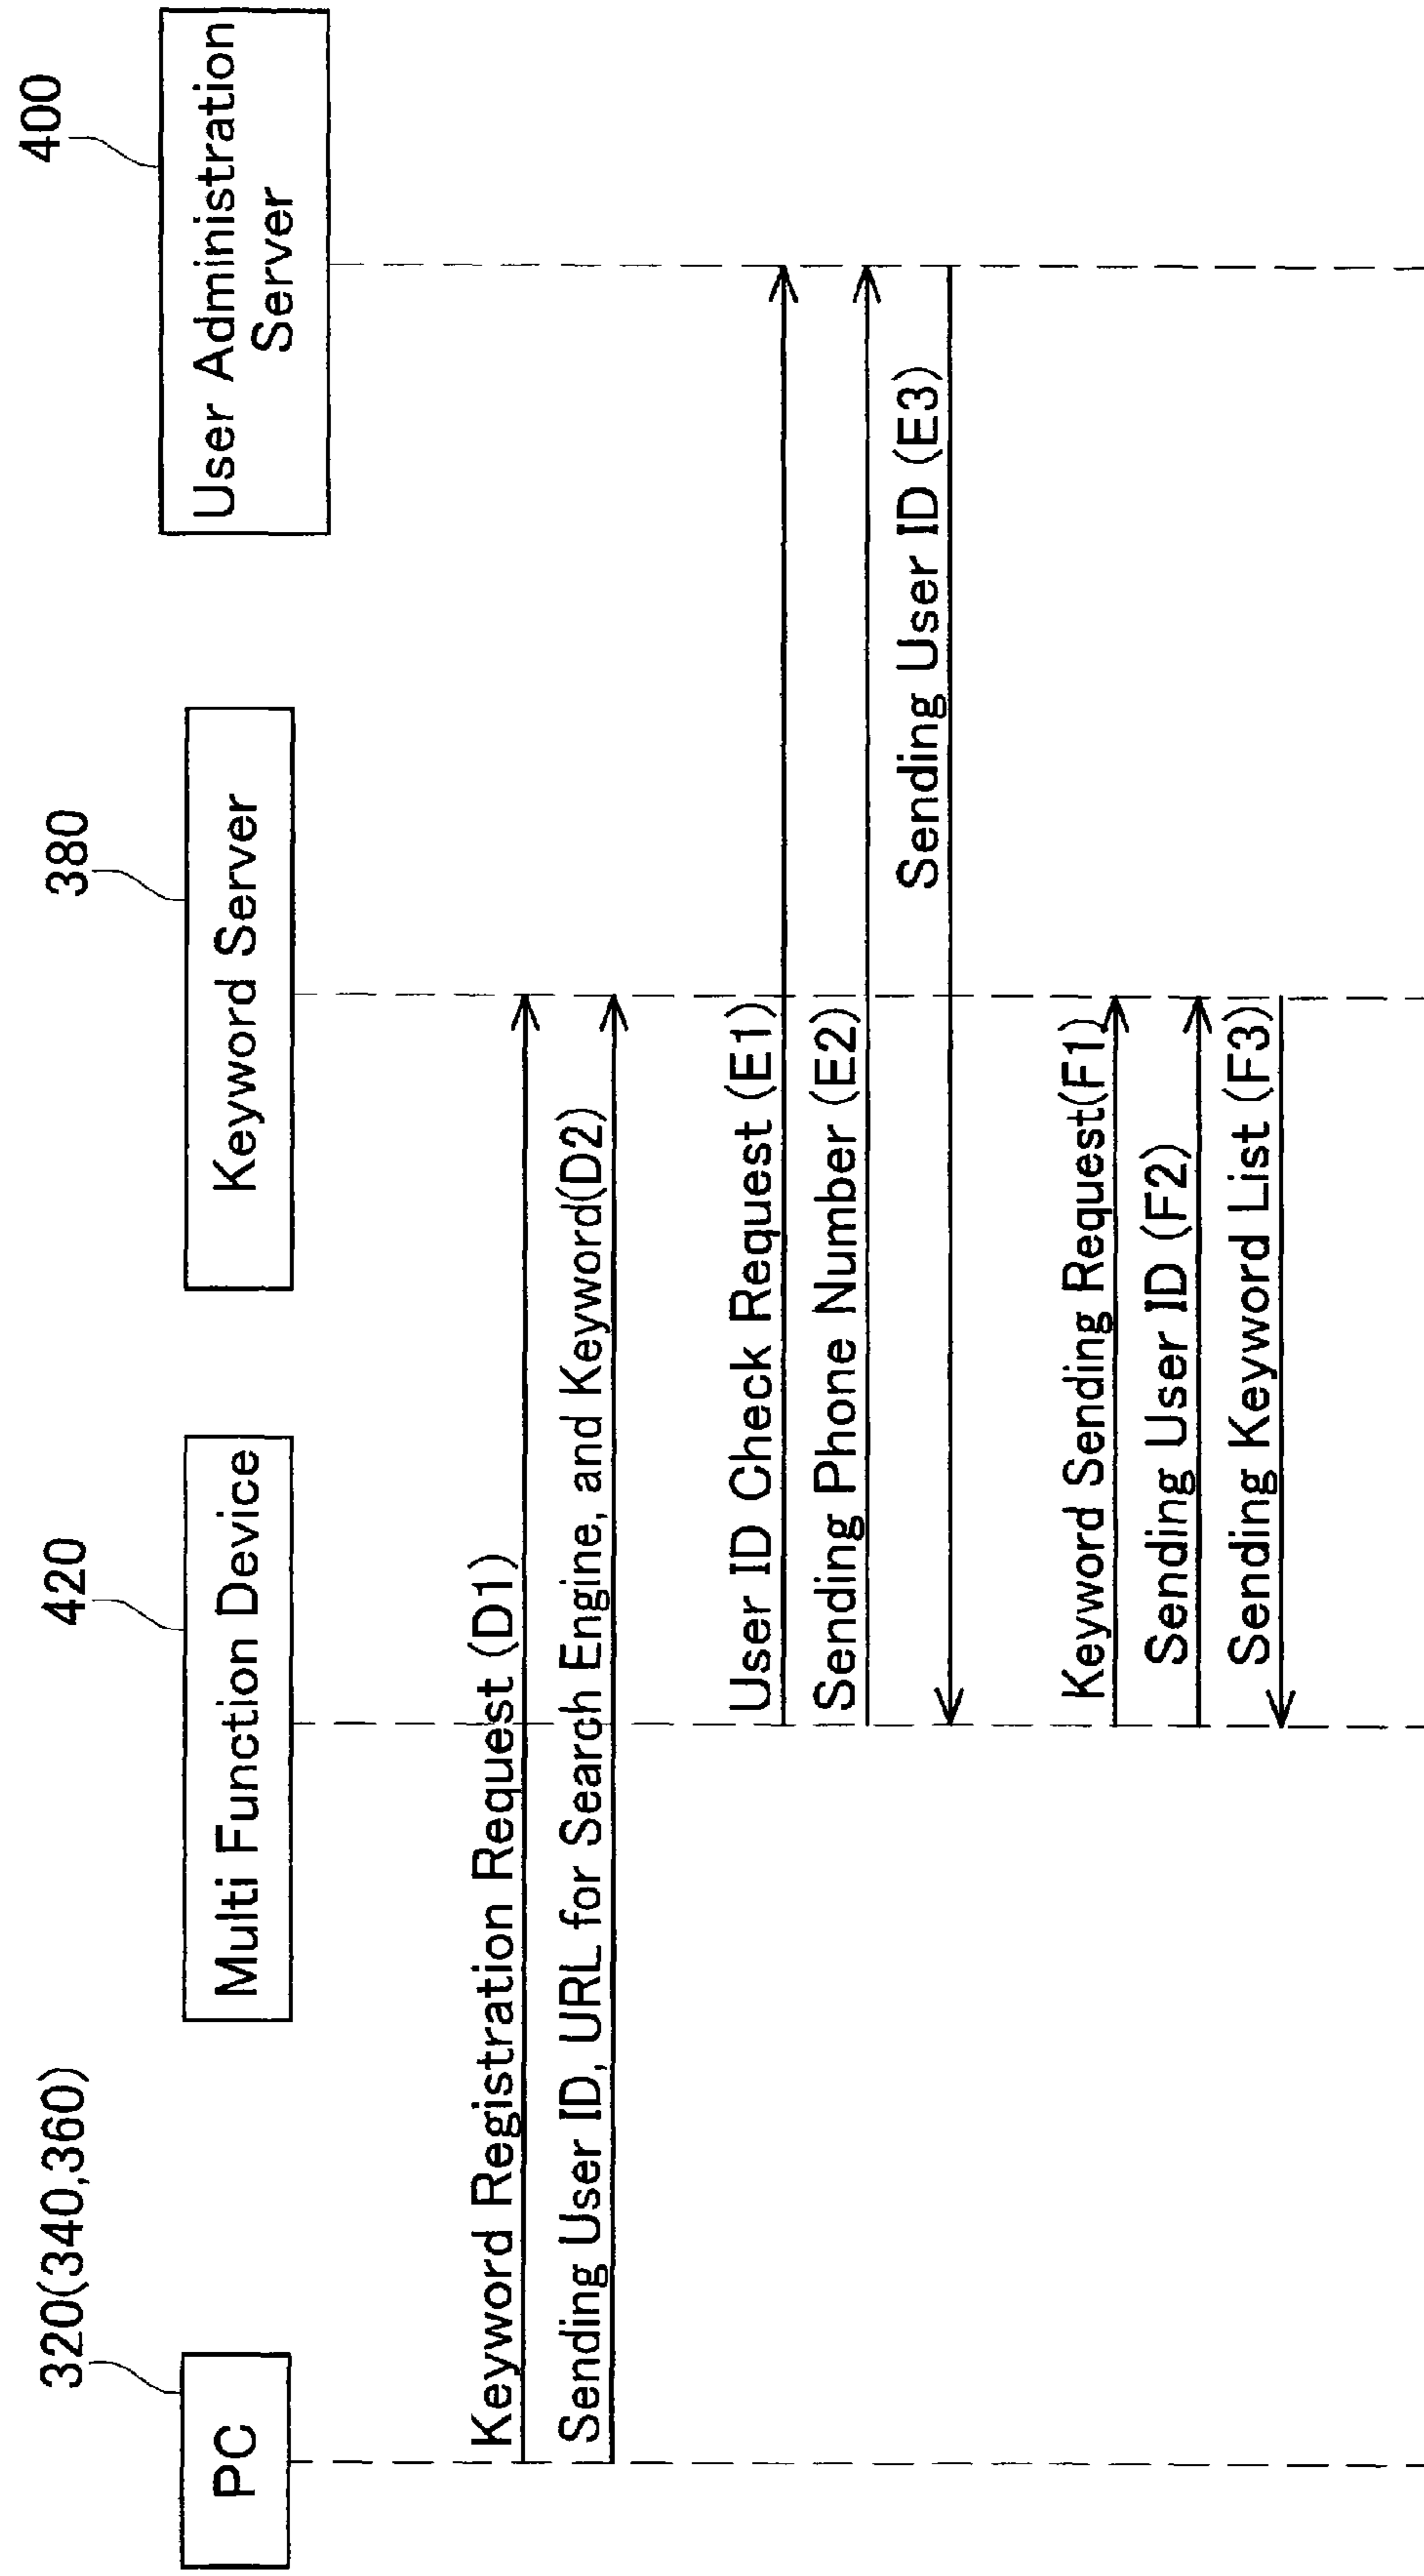 320(340,360)
420
380
400
PC
Multi Function Device
Keyword Server
User Administration
Server
Keyword Registration Request (D1)
Sending User ID, URL for Search Engine, and Keyword(D2)
User ID Check Request (E1)
Sending Phone Number (E2)
Sending User ID (E3)
Keyword Sending Request(F1)
Sending User ID (F2)
Sending Keyword List (F3)